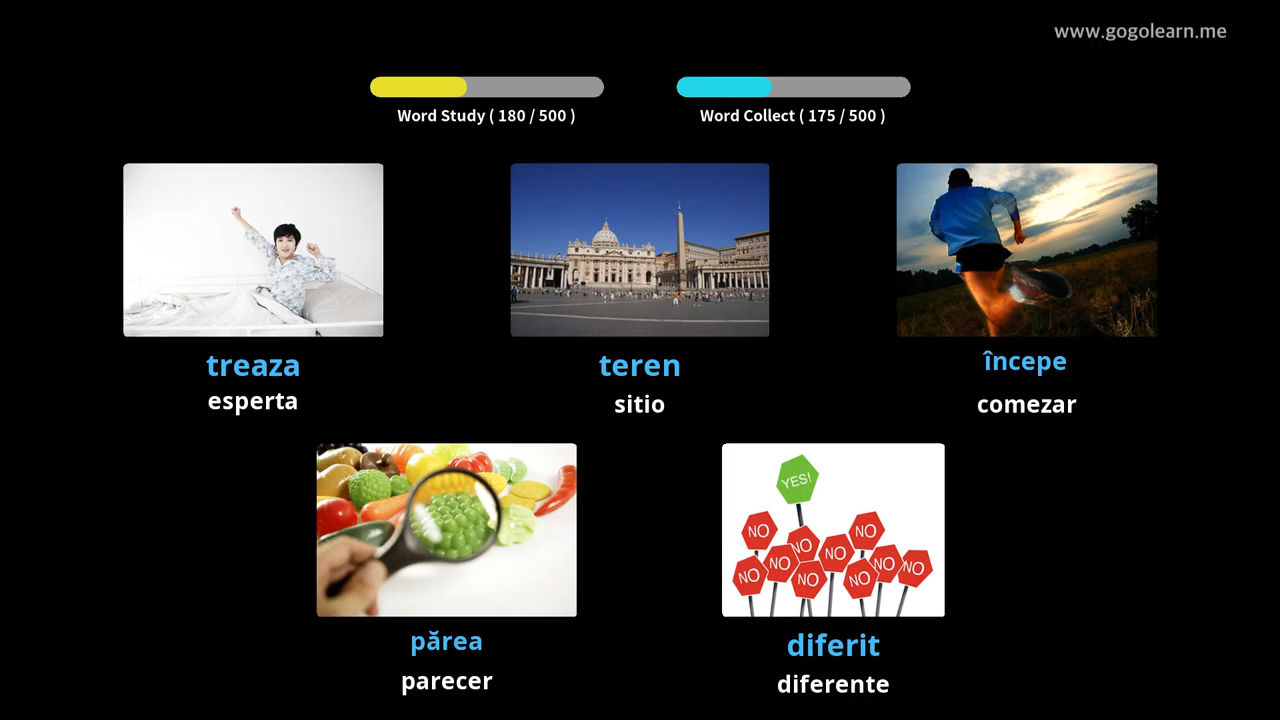 www.gogolearn.me
Word Study ( 180 / 500 )
Word Collect ( 175 / 500 )
treaza
esperta
teren
sitio
începe
comezar
YES!
NO
NO
NO
NO
NO
NO
NO
NO
NO
NO
părea
parecer
diferit
diferente